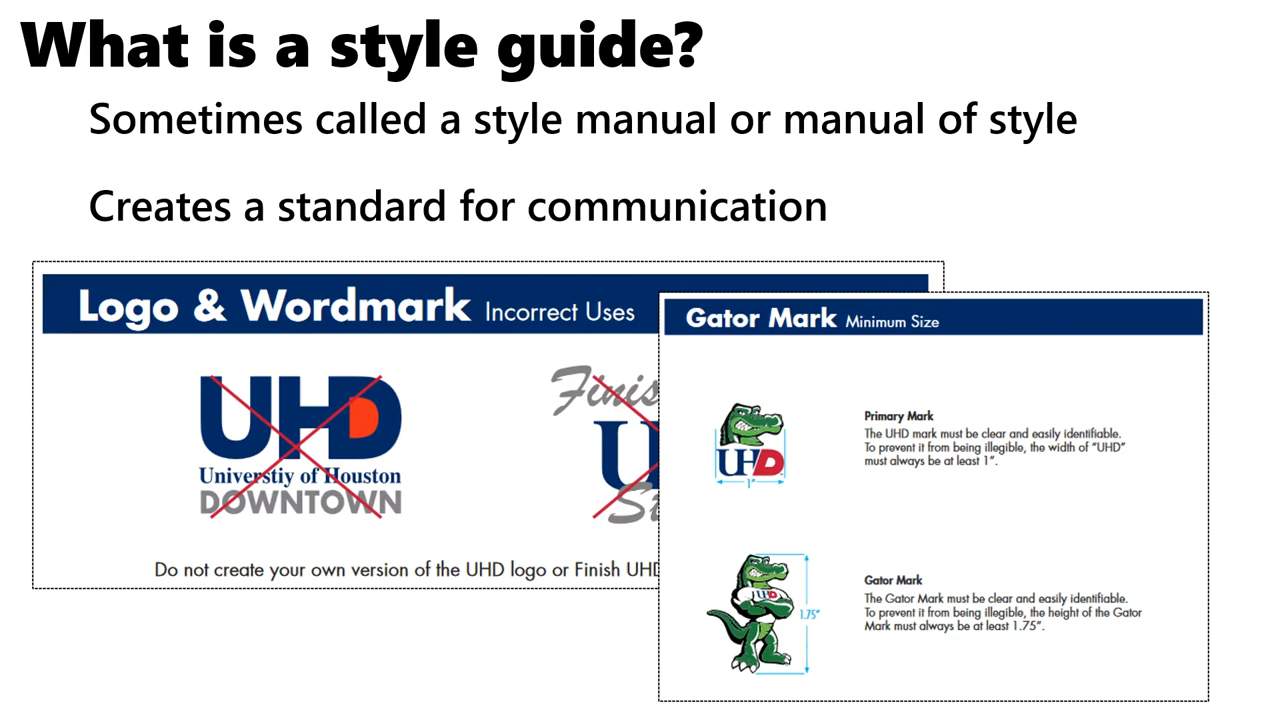 What is a style guide?
Sometimes called a style manual or manual of style
Creates a standard for communication
Logo & Wordmark Incorrect Uses
UHD
Universtiy of Houston
DOWNTOWN
Do not create your own version of the UHD logo or Finish UHD
Gator Mark Minimum Size
UHD
1"
Primary Mark
The UHD mark must be clear and easily identifiable.
To prevent it from being illegible, the width of "UHD"
must always be at least 1".
UHD
1.75"
Gator Mark
The Gator Mark must be clear and easily identifiable.
To prevent it from being illegible, the height of the Gator
Mark must always be at least 1.75".